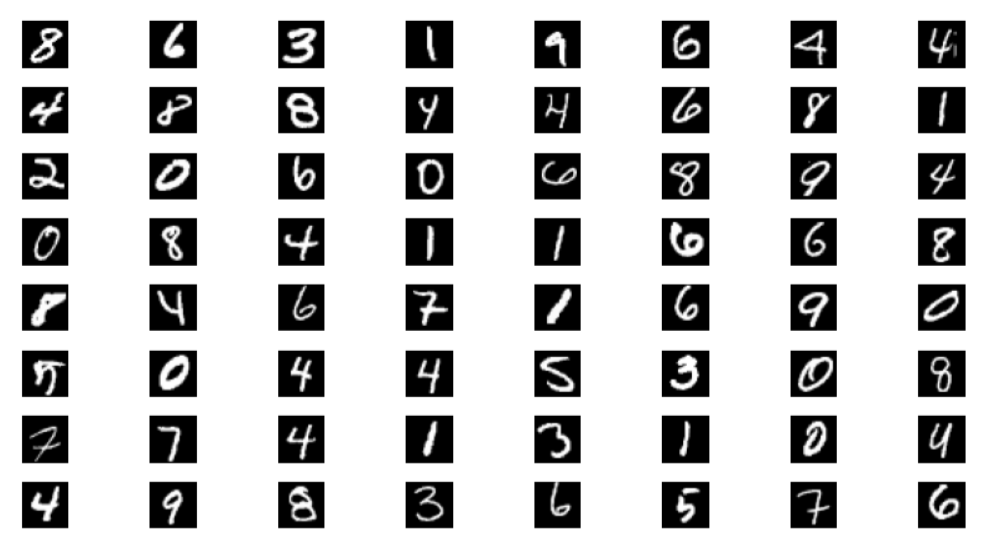 8 6 3 1 9 6 4 4
4 8 8 4 4 6 8 1
2 0 6 0 6 8 9 4
0 8 4 1 1 6 6 8
8 4 6 7 1 6 9 0
5 0 4 4 5 3 0 8
7 7 4 1 3 1 0 4
4 9 8 3 6 5 7 6